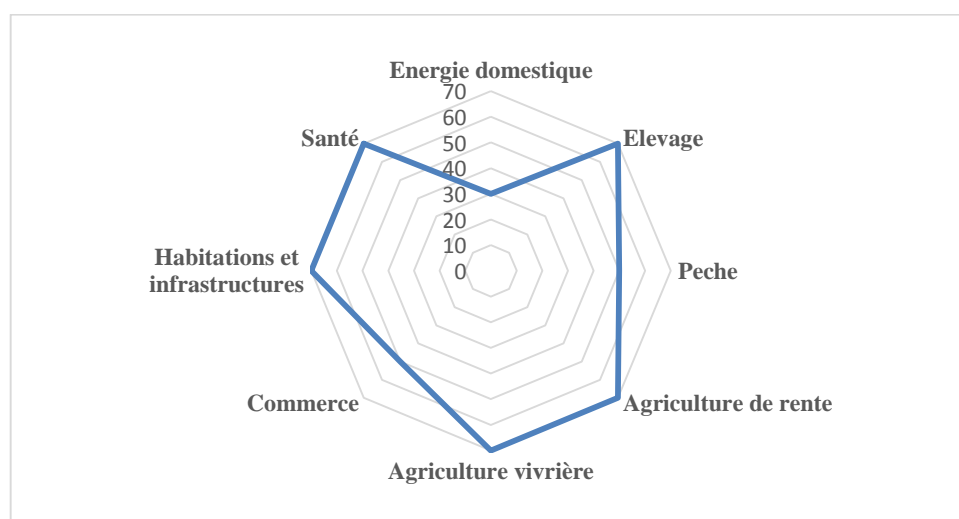 Energie domestique
70
60
50
40
30
20
10
0
Santé
Elevage
Habitations et
infrastructures
Peche
Commerce
Agriculture de rente
Agriculture vivrière